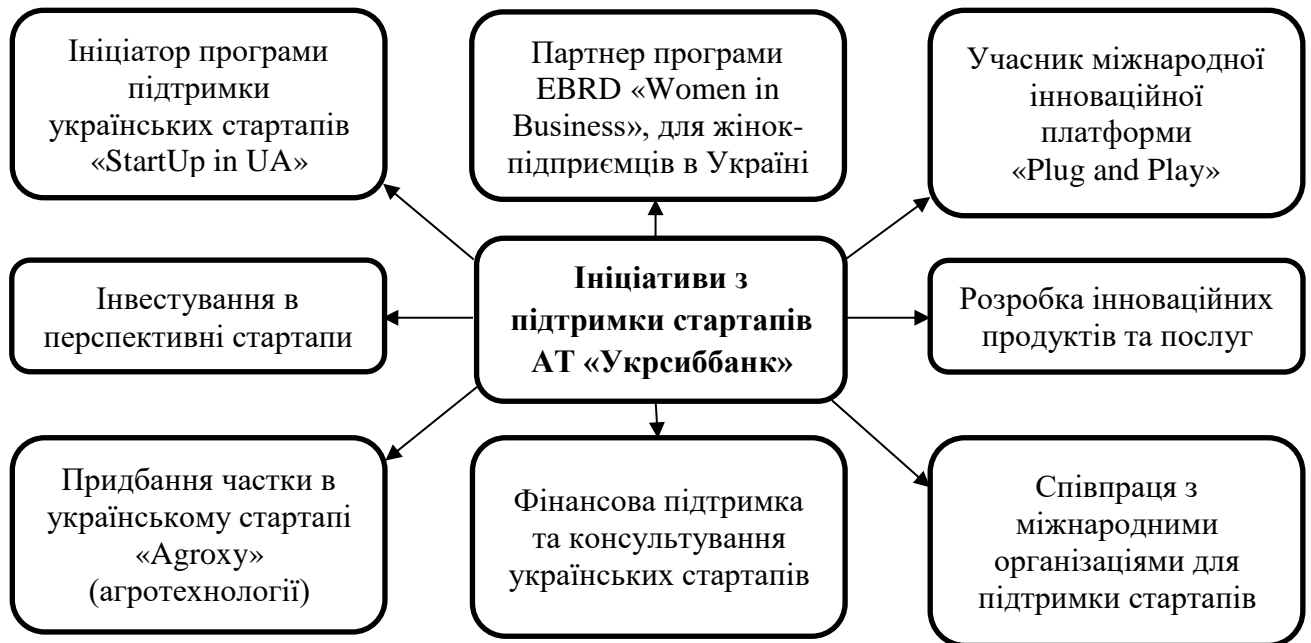 Ініціатор програми
підтримки
українських стартапів
«StartUp in UA»
Партнер програми
EBRD «Women in
Business», для жінок-
підприємців в Україні
Учасник міжнародної
інноваційної
платформи
«Plug and Play»
Інвестування в
перспективні стартапи
Ініціативи з
підтримки стартапів
АТ «Укрсиббанк»
Розробка інноваційних
продуктів та послуг
Придбання частки в
українському стартапі
«Agroxy»
(агротехнології)
Фінансова підтримка
та консультування
українських стартапів
Співпраця з
міжнародними
організаціями для
підтримки стартапів